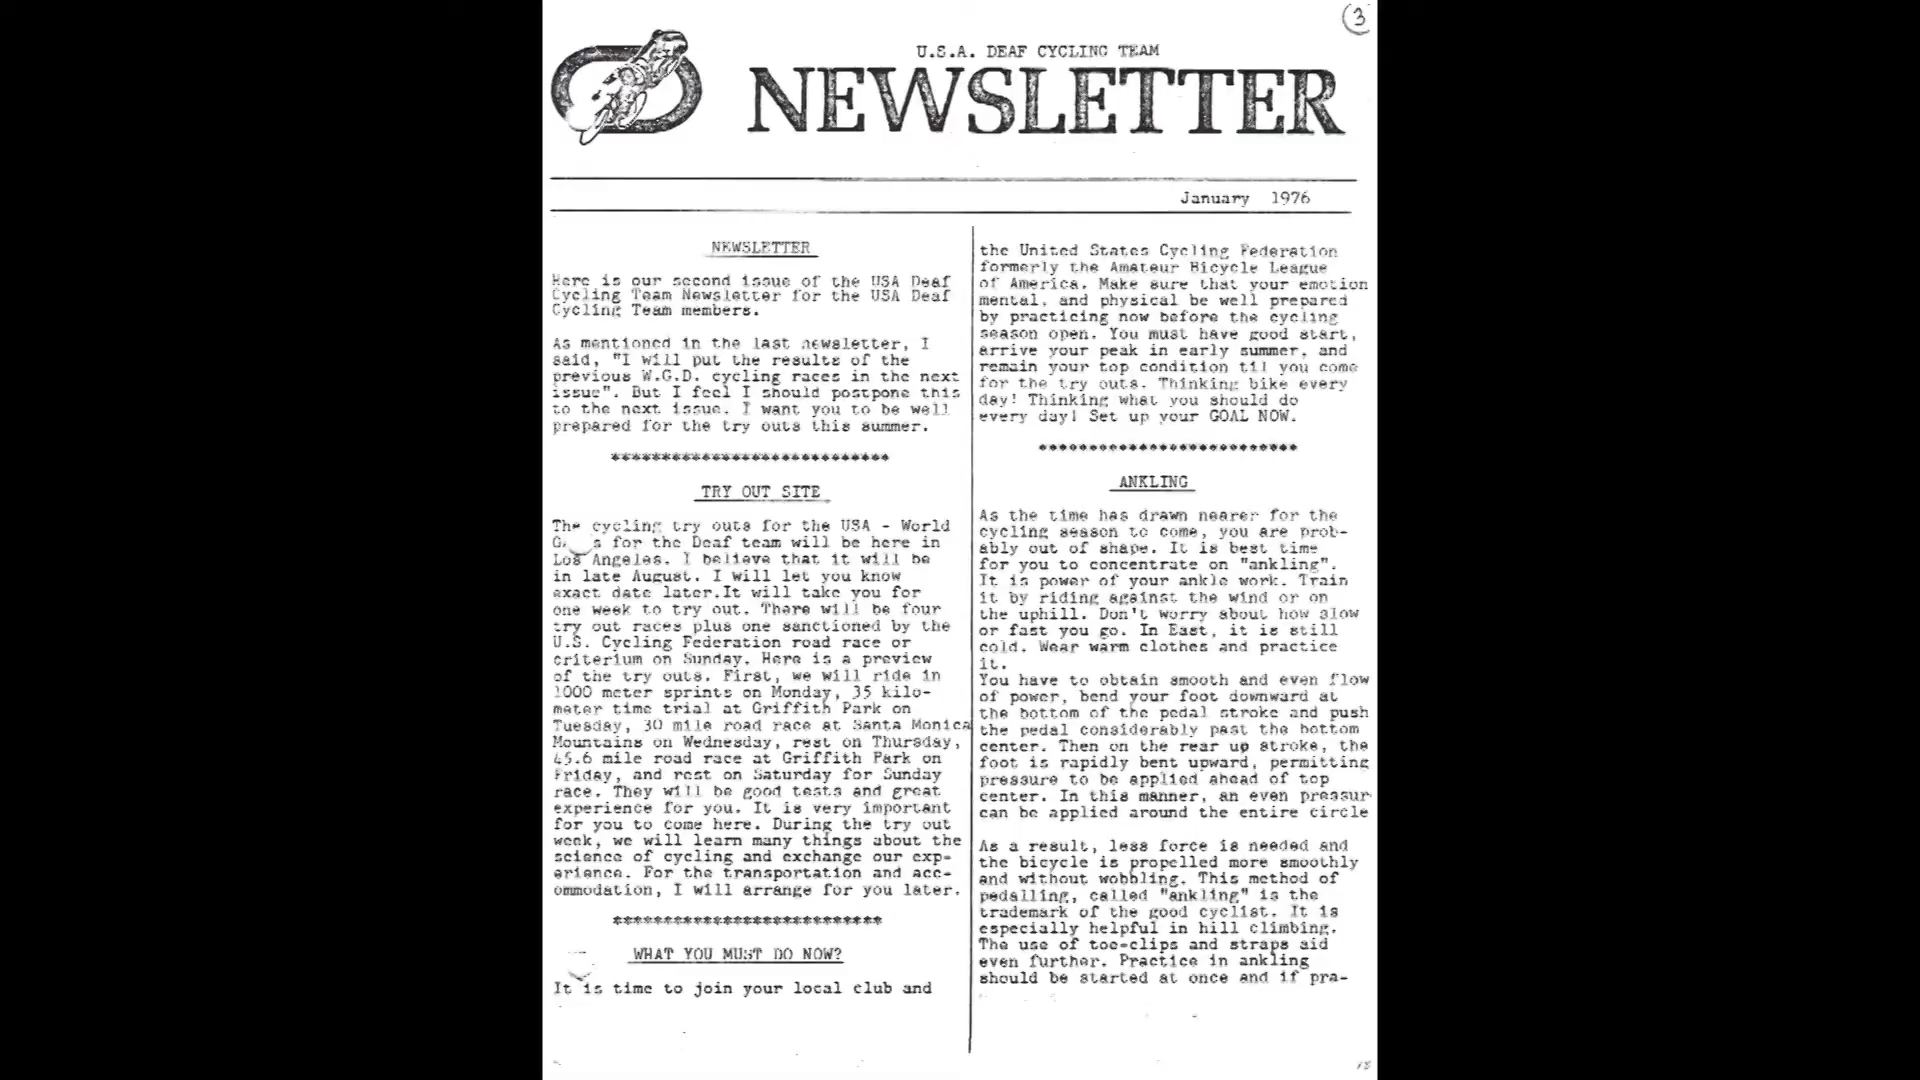 3
U.S.A. DEAF CYCLING TEAM
NEWSLETTER
January 1976
NEWSLETTER
Here is our second issue of the USA Deaf
Cycling Team Newsletter for the USA Deaf
Cycling Team members.
As mentioned in the last newsletter, I
said, "I will put the results of the
previous W.G.D. cycling races in the next
issue". But I feel I should postpone this
to the next issue. I want you to be well
prepared for the try outs this summer.
***************************
TRY OUT SITE
The cycling try outs for the USA - World
for the Deaf team will be here in
Los Angeles. I believe that it will be
in late August. I will let you know
exact date later.It will take you for
one week to try out. There will be four
try out races plus one sanctioned by the
U.S. Cycling Federation road race or
criterium on Sunday. Here is a preview
of the try outs. First, we will ride in
1000 meter sprints on Monday, 35 kilo-
meter time trial at Griffith Park on
Tuesday, 30 mile road race at Santa Monica
Mountains on Wednesday, rest on Thursday,
45.6 mile road race at Griffith Park on
Friday, and rest on Saturday for Sunday
race. They will be good tests and great
experience for you. It is very important
for you to come here. During the try out
week, we will learn many things about the
science of cycling and exchange our exp-
erience. For the transportation and acc-
ommodation, I will arrange for you later.
***************************
WHAT YOU MUST DO NOW?
It is time to join your local club and
the United States Cycling Federation
formerly the Amateur Bicycle League
of America. Make sure that your emotion
mental, and physical be well prepared
by practicing now before the cycling
season open. You must have good start,
arrive your peak in early summer, and
remain your top condition til you come
for the try outs. Thinking bike every
day! Thinking what you should do
every day! Set up your GOAL NOW.
**************************
ANKLING
As the time has drawn nearer for the
cycling season to come, you are prob-
ably out of shape. It is best time
for you to concentrate on "ankling".
It is power of your ankle work. Train
it by riding against the wind or on
the uphill. Don't worry about how slow
or fast you go. In East, it is still
cold. Wear warm clothes and practice
it.
You have to obtain smooth and even flow
of power, bend your foot downward at
the bottom of the pedal stroke and push
the pedal considerably past the bottom
center. Then on the rear up stroke, the
foot is rapidly bent upward, permitting
pressure to be applied ahead of top
center. In this manner, an even pressur
can be applied around the entire circle
As a result, less force is needed and
the bicycle is propelled more smoothly
and without wobbling. This method of
pedalling, called "ankling" is the
trademark of the good cyclist. It is
especially helpful in hill climbing.
The use of toe-clips and straps aid
even further. Practice in ankling
should be started at once and if pra-